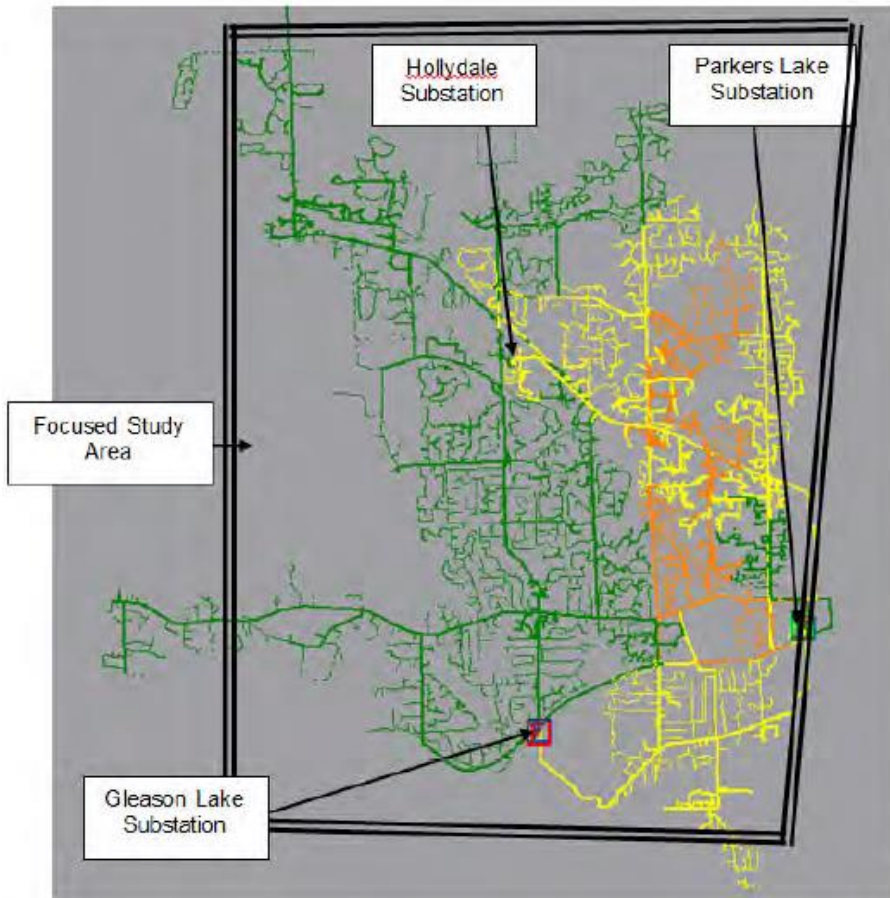 Hollydale
Substation
Parkers Lake
Substation
Focused Study
Area
Gleason Lake
Substation